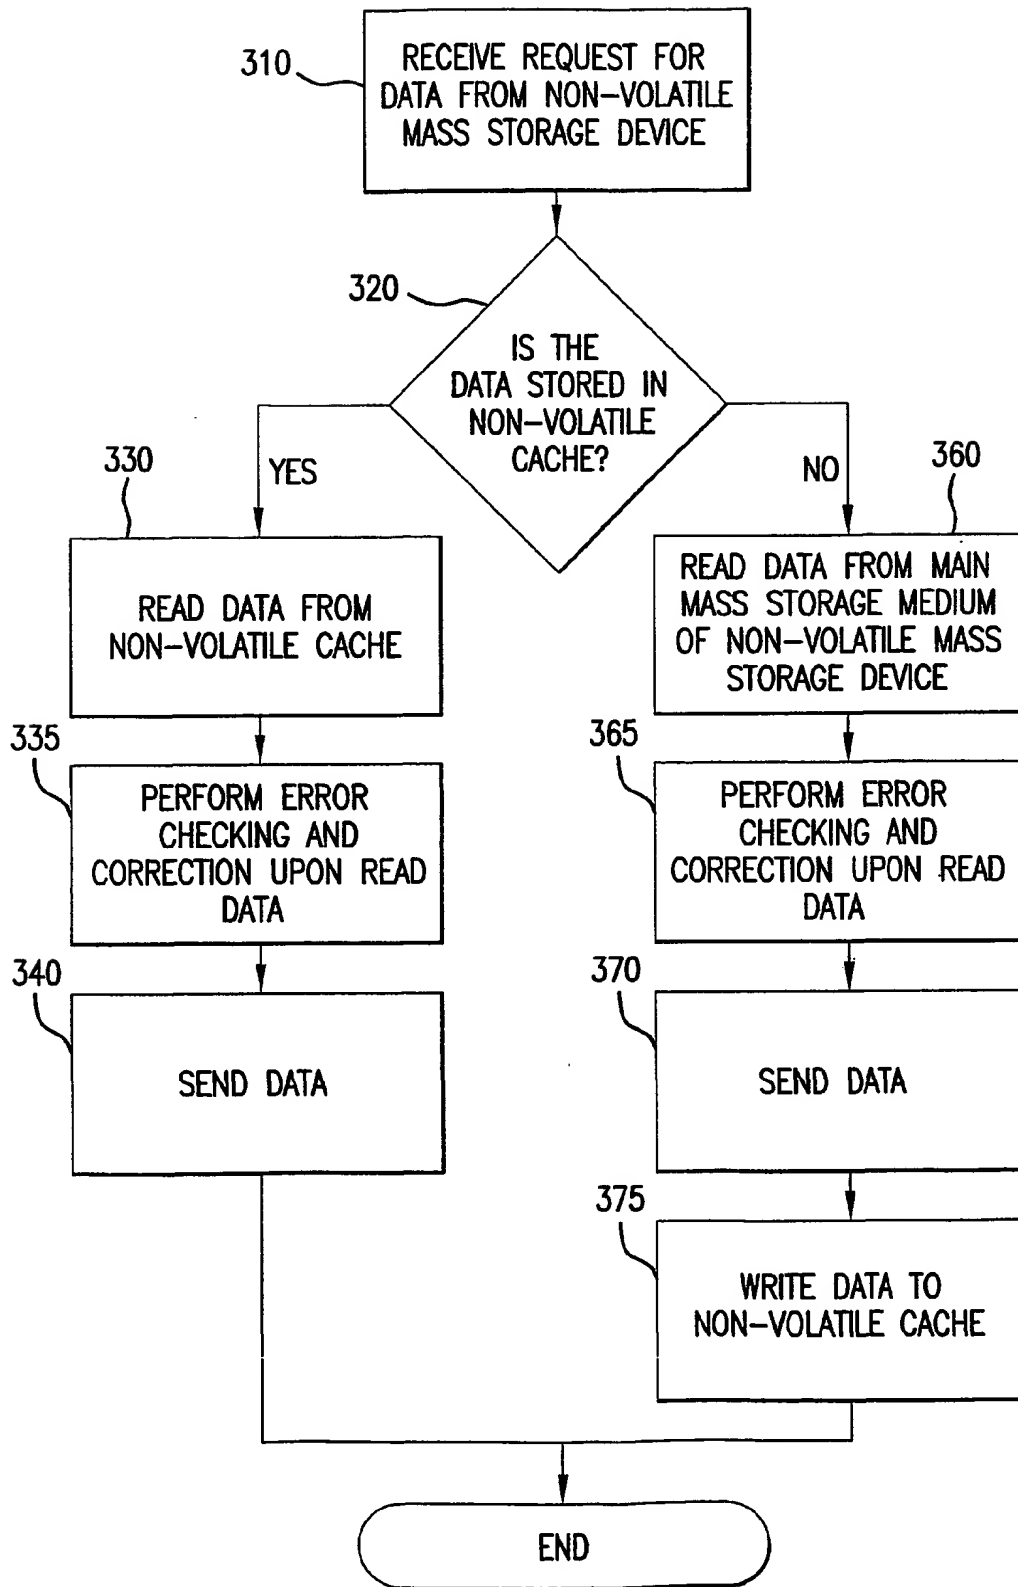 310
RECEIVE REQUEST FOR
DATA FROM NON-VOLATILE
MASS STORAGE DEVICE
320
IS THE
DATA STORED IN
NON-VOLATILE
CACHE?
YES
NO
330
READ DATA FROM
NON-VOLATILE CACHE
360
READ DATA FROM MAIN
MASS STORAGE MEDIUM
OF NON-VOLATILE MASS
STORAGE DEVICE
335
PERFORM ERROR
CHECKING AND
CORRECTION UPON READ
DATA
365
PERFORM ERROR
CHECKING AND
CORRECTION UPON READ
DATA
340
SEND DATA
370
SEND DATA
375
WRITE DATA TO
NON-VOLATILE CACHE
END